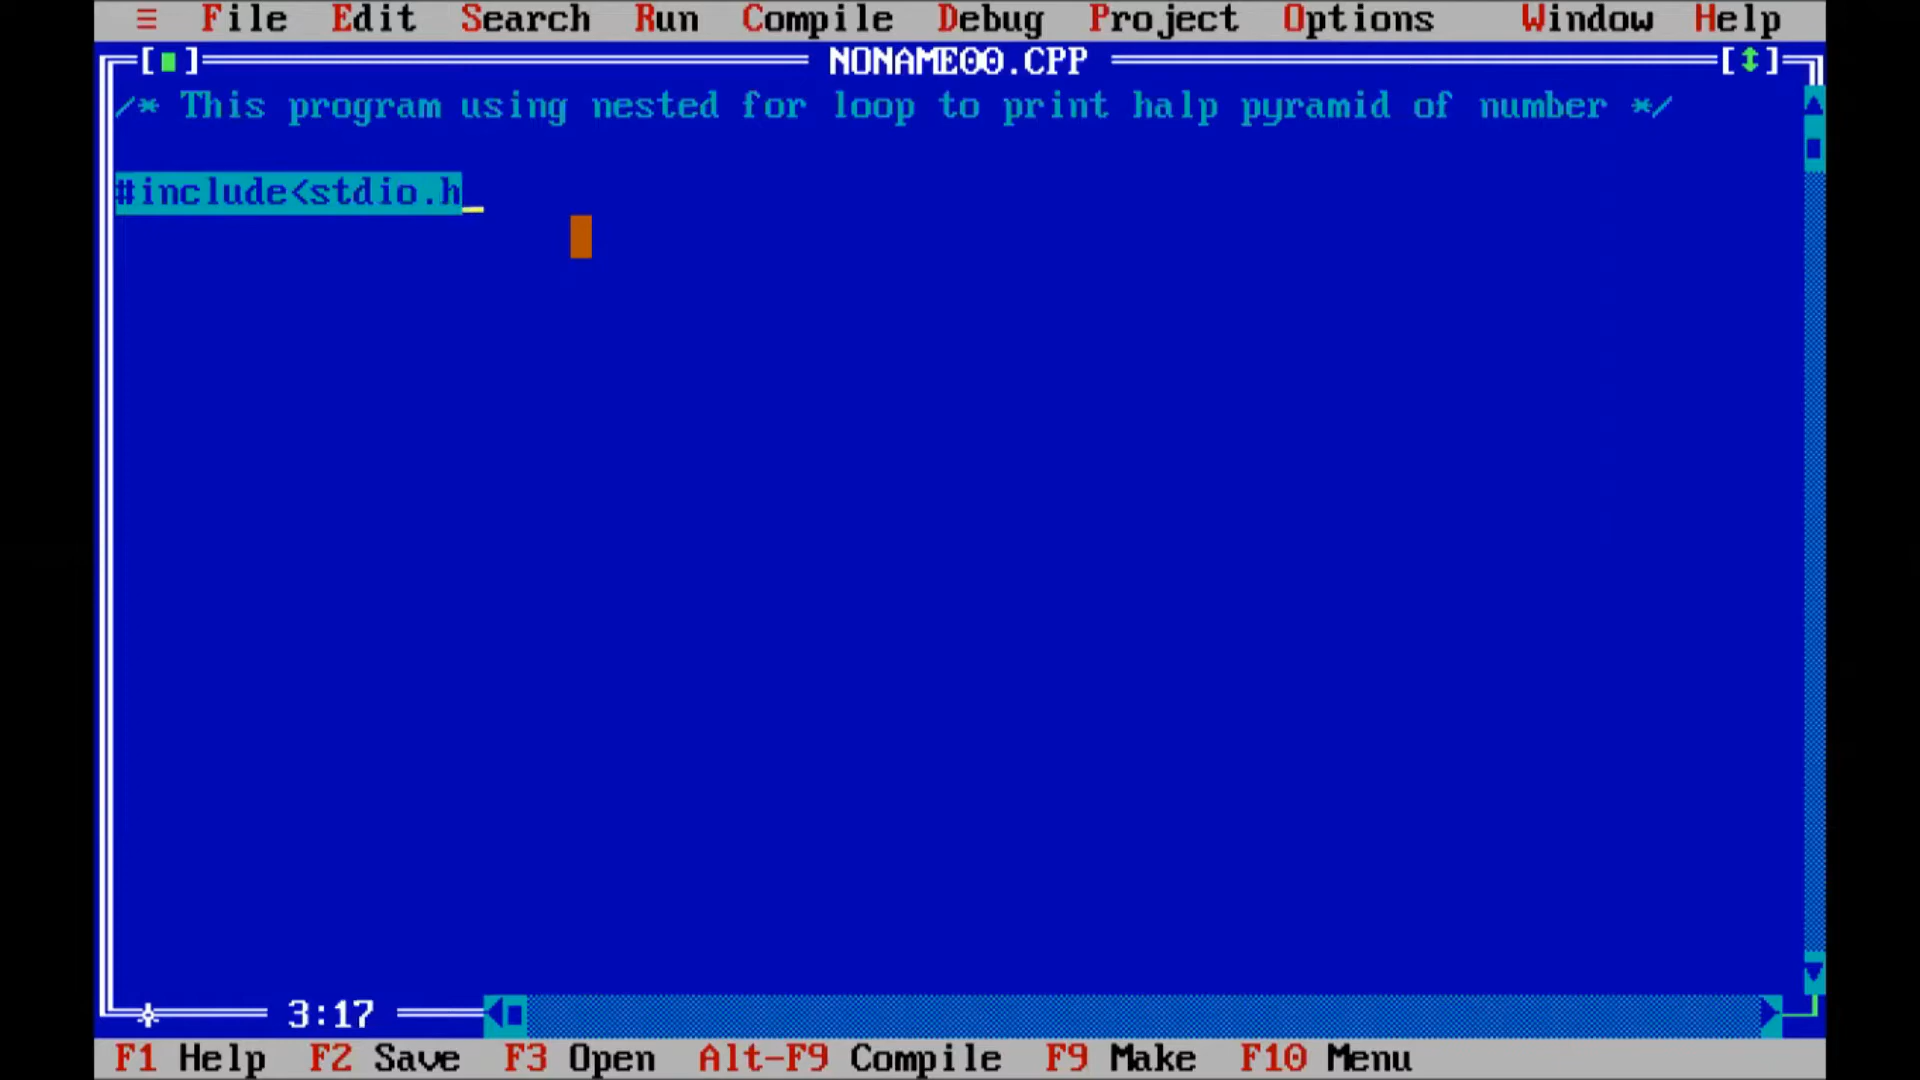 ≡ File Edit Search Run Compile Debug Project Options Window Help
[■] NONAME00.CPP [↕]
/* This program using nested for loop to print halp pyramid of number */
#include<stdio.h_
3:17
F1 Help F2 Save F3 Open Alt-F9 Compile F9 Make F10 Menu